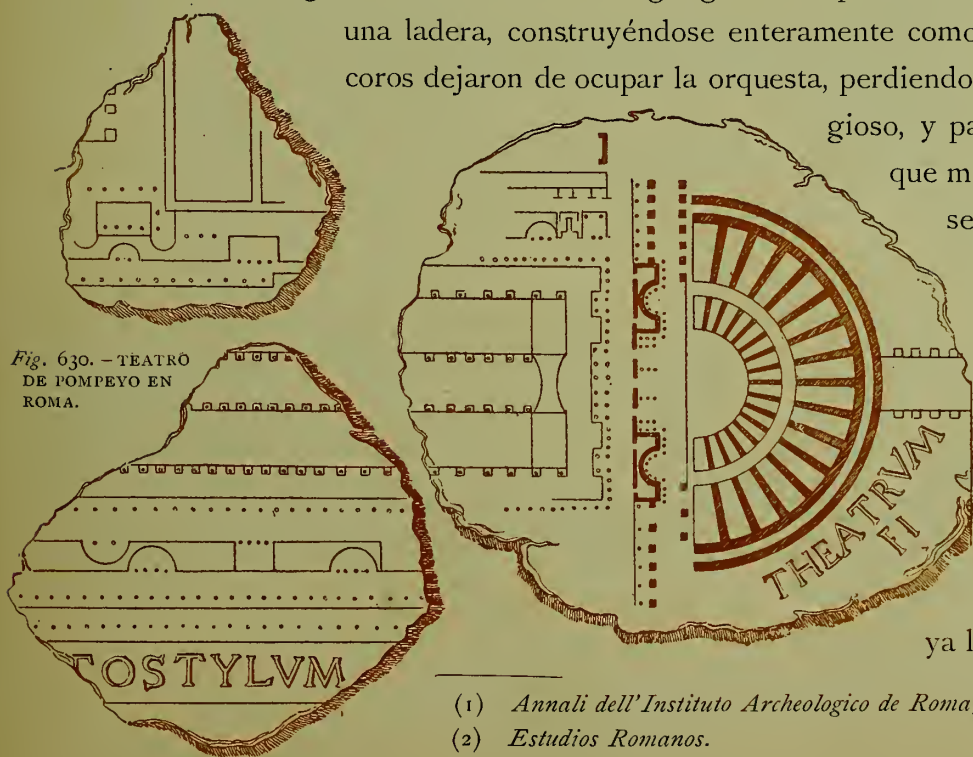 una ladera, construyéndose enteramente como
coros dejaron de ocupar la orquesta, perdiendo
gioso, y pa
que m
se
Fig. 630. – TEATRO
DE POMPEYO EN
ROMA.
THEATRVM
FI
TOSTYLVM
ya l
(1) Annali dell'Instituto Archeologico de Roma,
(2) Estudios Romanos.